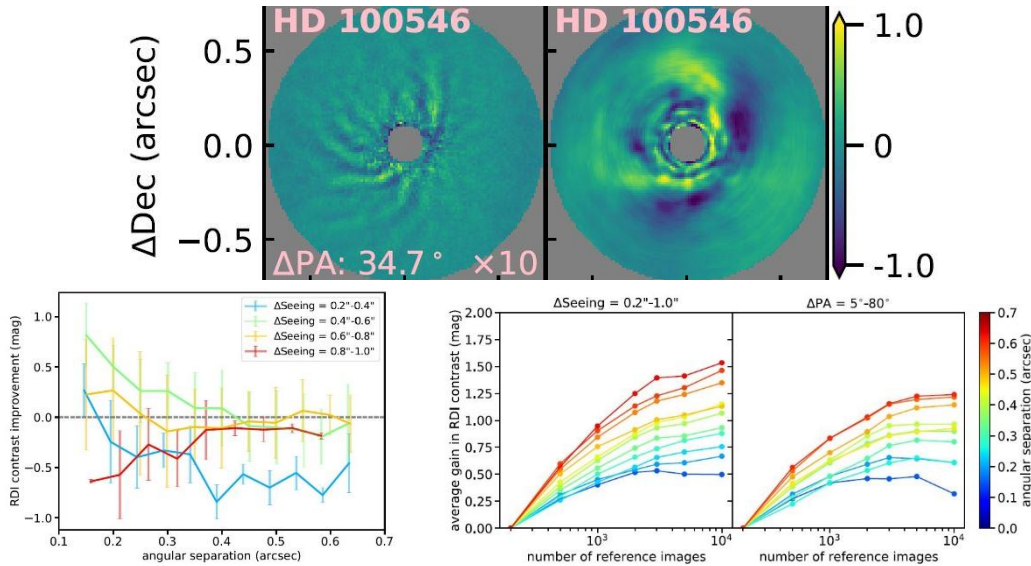 HD 100546
HD 100546
ΔDec (arcsec)
0.5
0.0
−0.5
ΔPA: 34.7° ×10
1.0
0
-1.0
RDI contrast improvement (mag)
1.0
0.5
0.0
−0.5
−1.0
ΔSeeing = 0.2"-0.4"
ΔSeeing = 0.4"-0.6"
ΔSeeing = 0.6"-0.8"
ΔSeeing = 0.8"-1.0"
0.1 0.2 0.3 0.4 0.5 0.6 0.7
angular separation (arcsec)
ΔSeeing = 0.2"-1.0"
ΔPA = 5°-80°
average gain in RDI contrast (mag)
2.00
1.75
1.50
1.25
1.00
0.75
0.50
0.25
0.00
10³ 10⁴
10³ 10⁴
number of reference images
number of reference images
0.7
0.6
0.5
0.4
0.3
0.2
0.1
0.0
angular separation (arcsec)